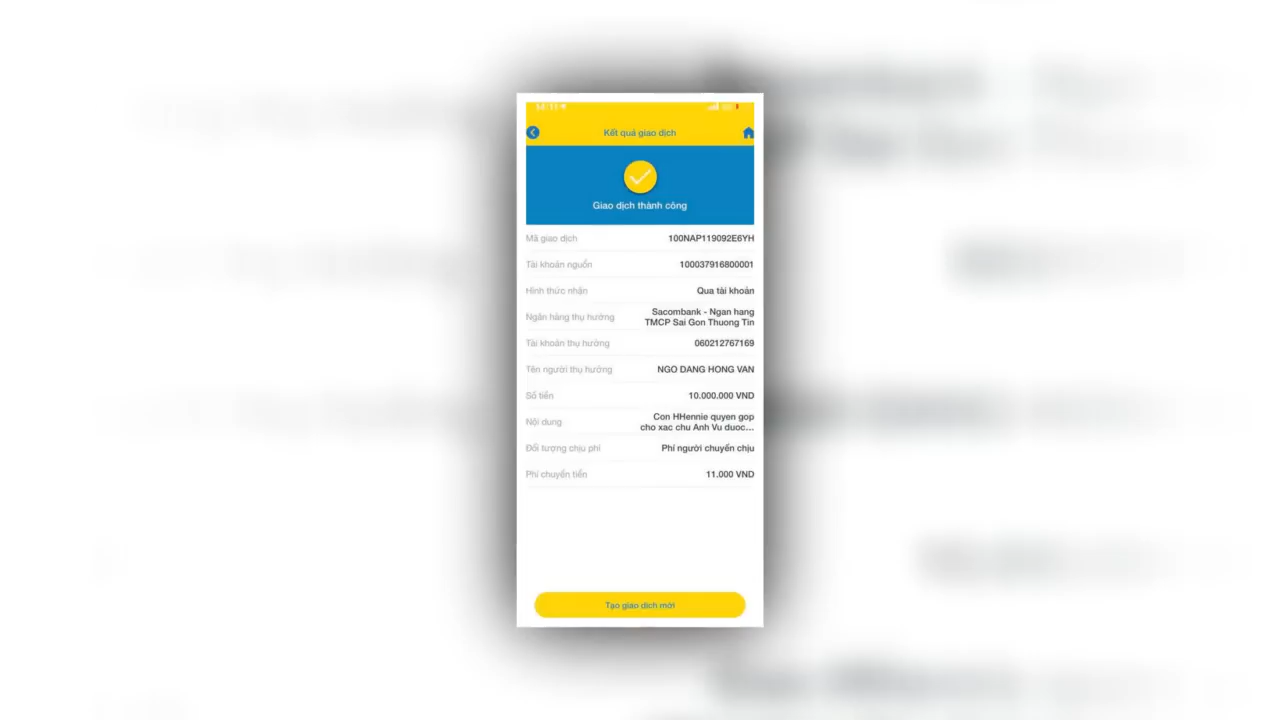 Kết quả giao dịch
Giao dịch thành công
Mã giao dịch 100NAP119092E6YH
Tài khoản nguồn 100037916800001
Hình thức nhận Qua tài khoản
Ngân hàng thụ hưởng Sacombank - Ngan hang
TMCP Sai Gon Thuong Tin
Tài khoản thụ hưởng 060212767169
Tên người thụ hưởng NGO DANG HONG VAN
Số tiền 10.000.000 VND
Nội dung Con HHennie quyen gop
cho xac chu Anh Vu duoc...
Đối tượng chịu phí Phí người chuyển chịu
Phí chuyển tiền 11.000 VND
Tạo giao dịch mới